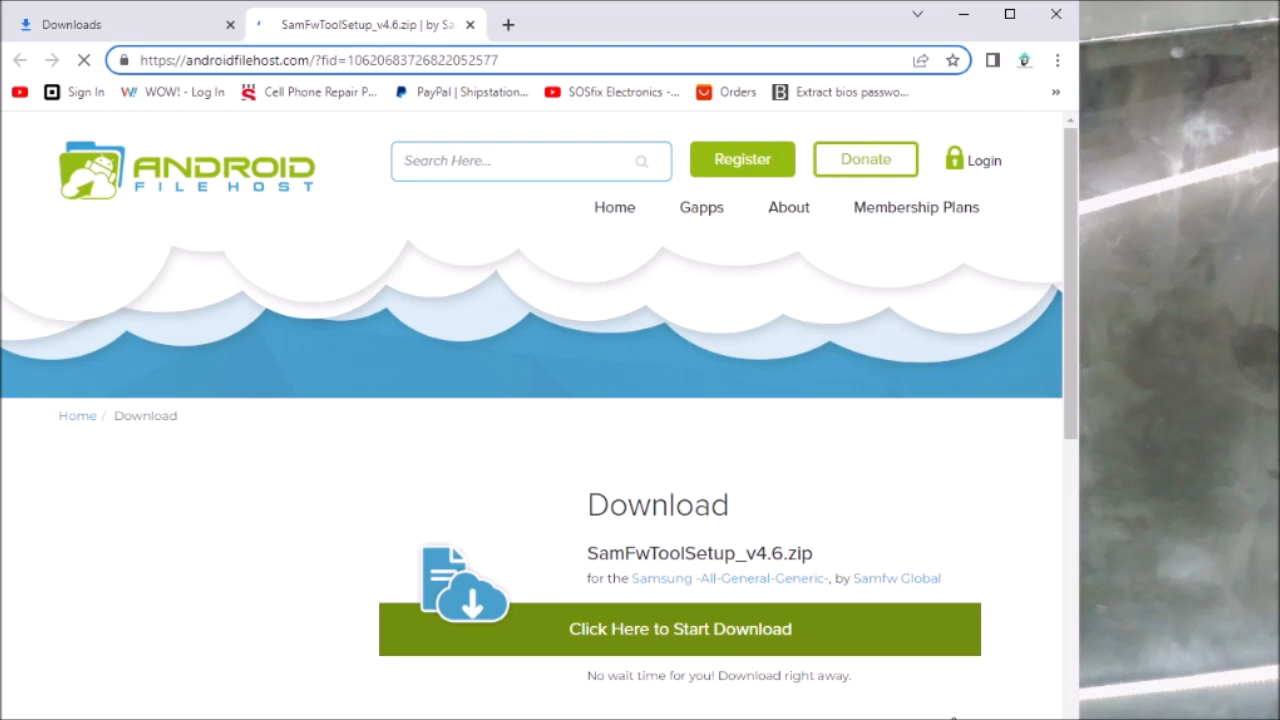 Downloads
SamFwToolSetup_v4.6.zip | by Sa
https://androidfilehost.com/?fid=10620683726822052577
Sign In
WOW! - Log In
Cell Phone Repair P...
PayPal | Shipstation...
SOSfix Electronics -...
Orders
B
Extract bios passwo...
»
ANDROID
FILE HOST
Search Here...
Register
Donate
Login
Home
Gapps
About
Membership Plans
Home / Download
Download
SamFwToolSetup_v4.6.zip
for the Samsung -All-General-Generic-, by Samfw Global
Click Here to Start Download
No wait time for you! Download right away.